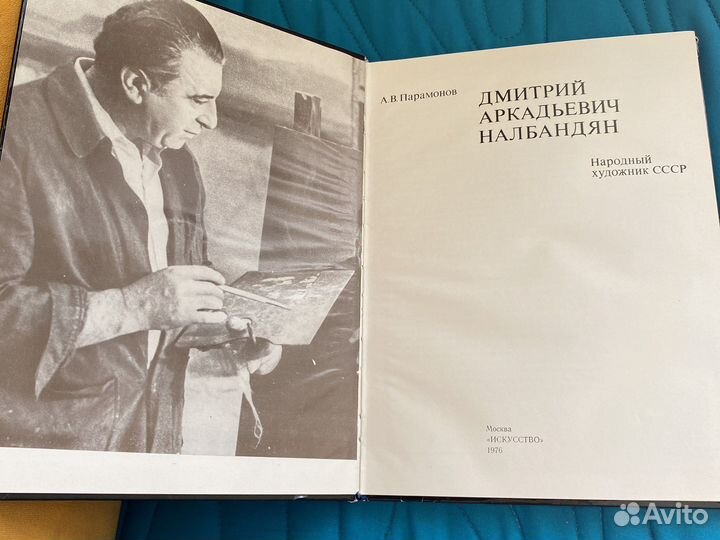 А. В. Парамонов
ДМИТРИЙ
АРКАДЬЕВИЧ
НАЛБАНДЯН
Народный
художник СССР
Москва
«ИСКУССТВО»
1976
Avito